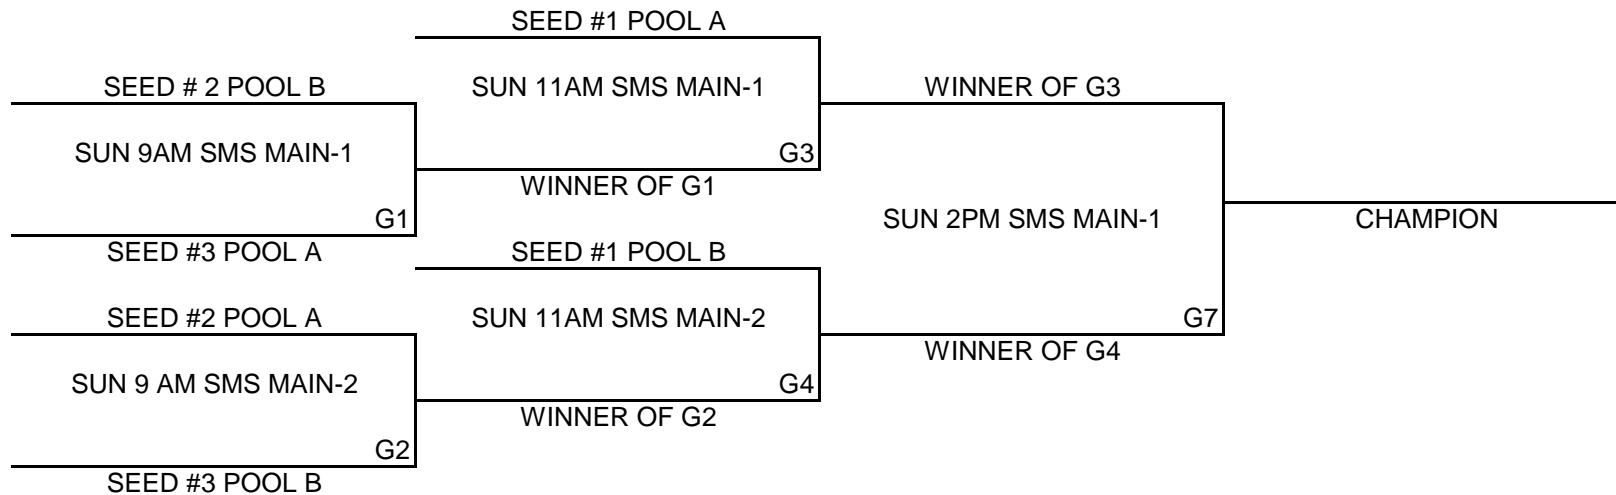 SEED #1 POOL A
SEED # 2 POOL B
SUN 11AM SMS MAIN-1
WINNER OF G3
SUN 9AM SMS MAIN-1
G3
WINNER OF G1
G1
SUN 2PM SMS MAIN-1
CHAMPION
SEED #3 POOL A
SEED #1 POOL B
SEED #2 POOL A
SUN 11AM SMS MAIN-2
G7
WINNER OF G4
SUN 9 AM SMS MAIN-2
G4
WINNER OF G2
G2
SEED #3 POOL B